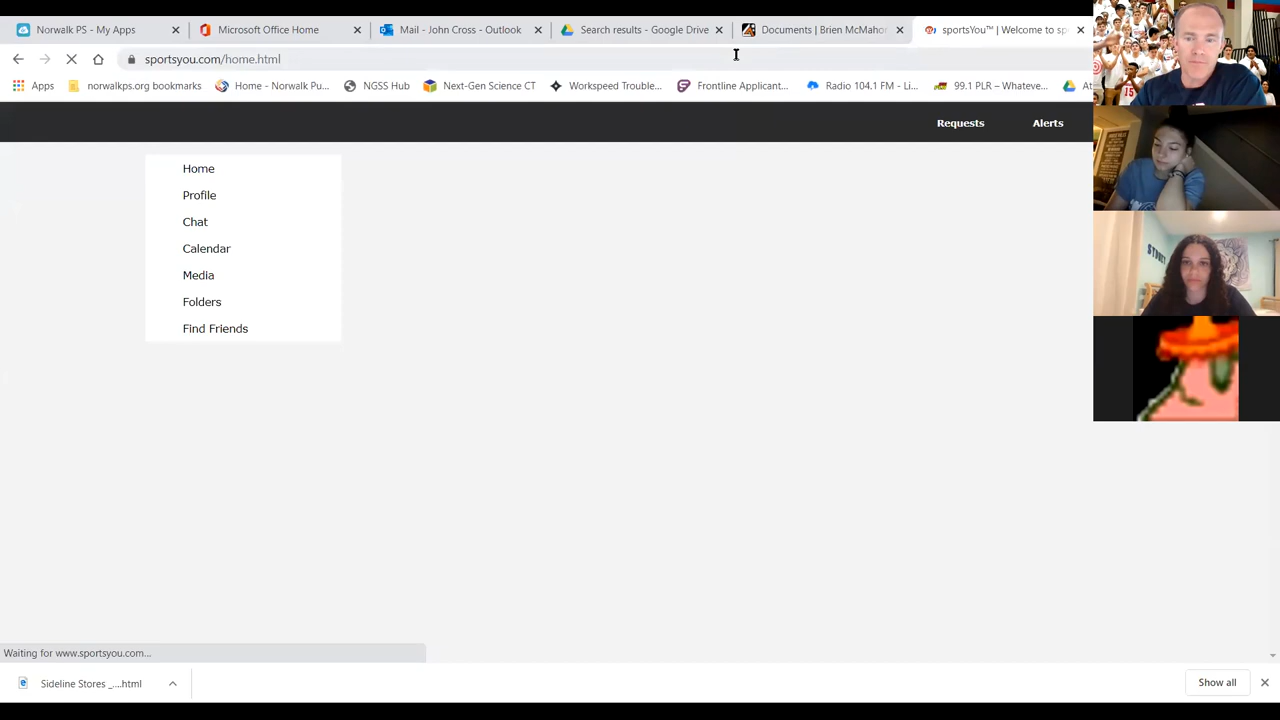 Norwalk PS - My Apps
Microsoft Office Home
Mail - John Cross - Outlook
Search results - Google Drive
Documents | Brien McMahon
sportsYou™ | Welcome to sp
sportsyou.com/home.html
Apps
norwalkps.org bookmarks
Home - Norwalk Pu...
NGSS Hub
Next-Gen Science CT
Workspeed Trouble...
Frontline Applicant...
Radio 104.1 FM - Li...
99.1 PLR – Whateve...
Requests
Alerts
Home
Profile
Chat
Calendar
Media
Folders
Find Friends
SYDNEY
15
Waiting for www.sportsyou.com...
Sideline Stores _....html
Show all